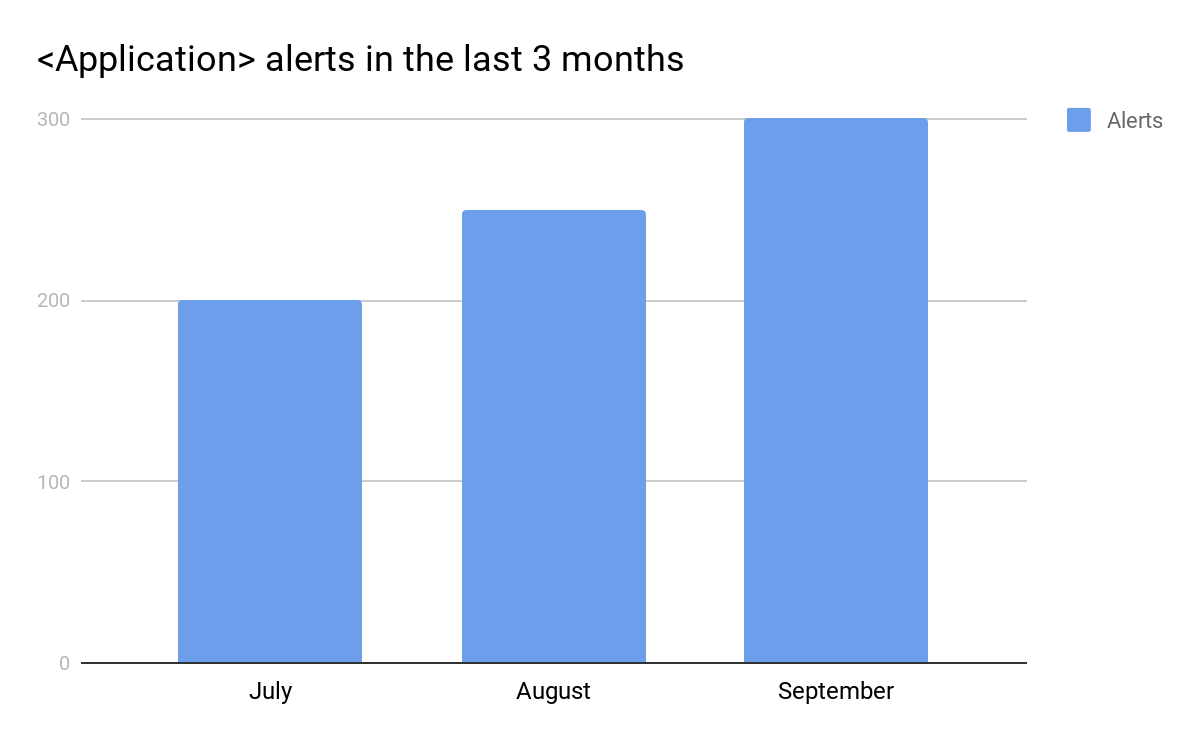 <Application> alerts in the last 3 months
300
Alerts
200
100
0
July August September